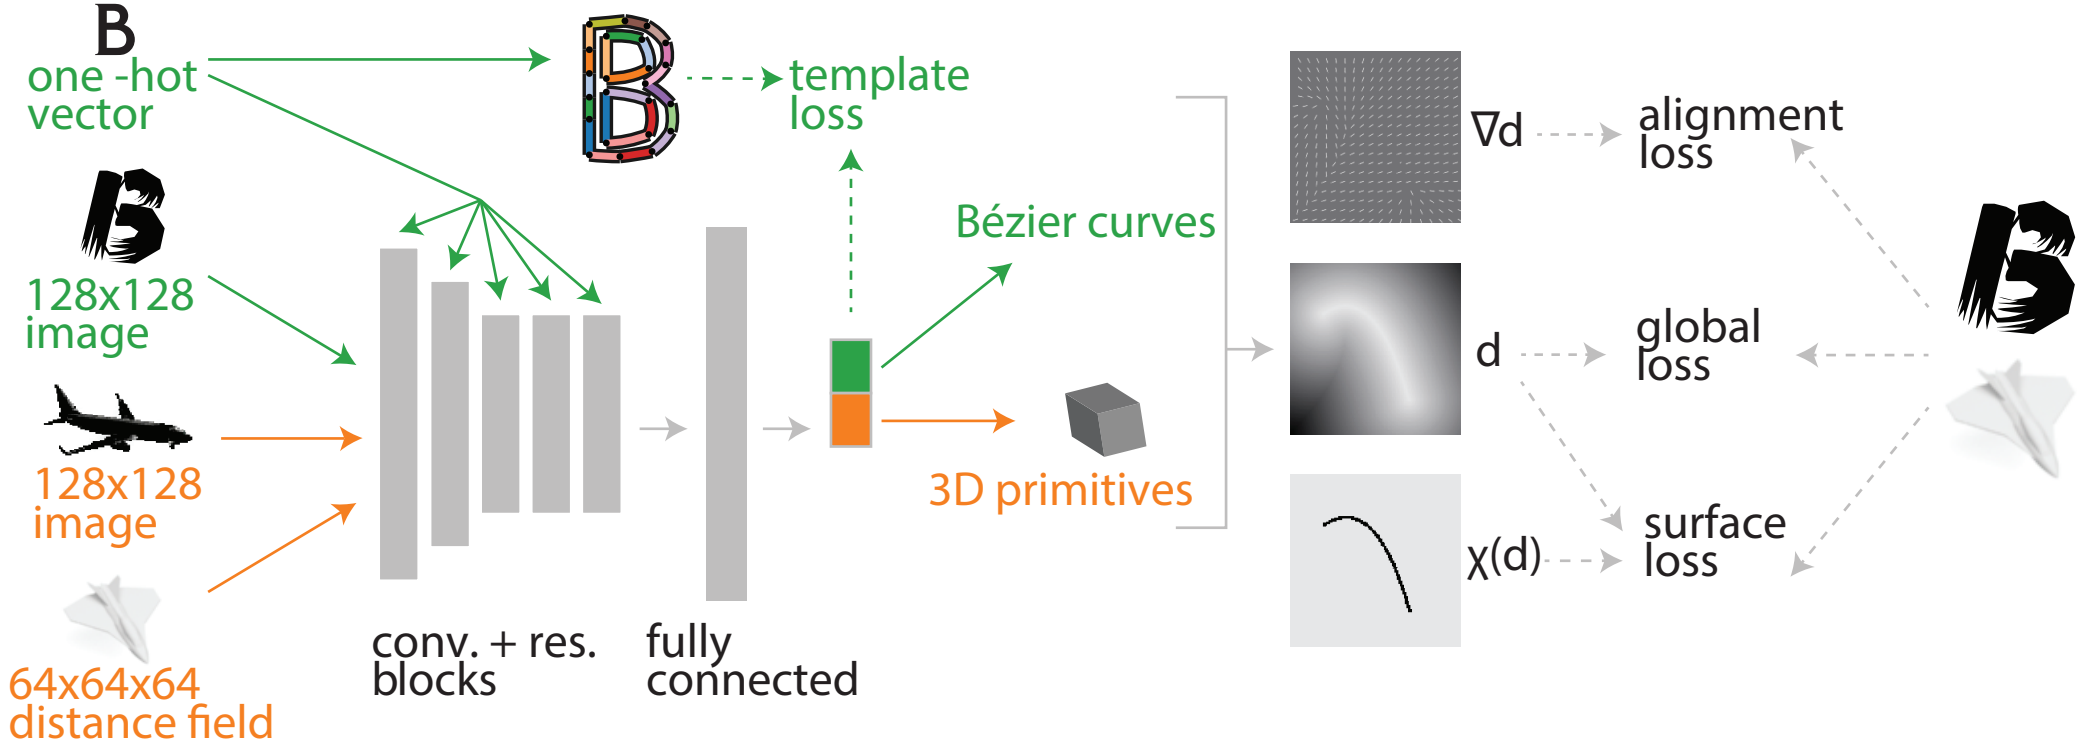 B
one -hot
vector
128x128
image
128x128
image
64x64x64
distance field
conv. + res.
blocks
fully
connected
template
loss
Bézier curves
3D primitives
∇d
d
χ(d)
alignment
loss
global
loss
surface
loss